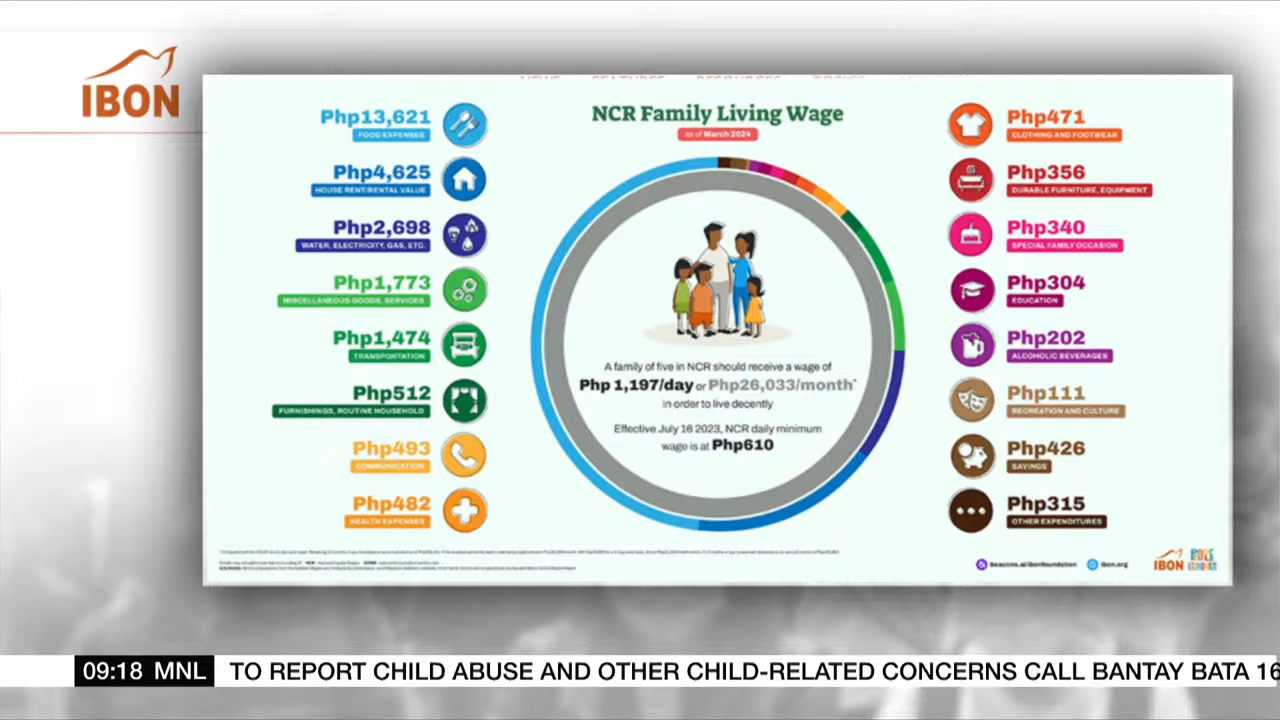 IBON
NCR Family Living Wage
as of March 2024
Php13,621
FOOD EXPENSES
Php4,625
HOUSE RENT/RENTAL VALUE
Php2,698
WATER, ELECTRICITY, GAS, ETC.
Php1,773
MISCELLANEOUS GOODS, SERVICES
Php1,474
TRANSPORTATION
Php512
FURNISHINGS, ROUTINE HOUSEHOLD
Php493
COMMUNICATION
Php482
HEALTH EXPENSES
A family of five in NCR should receive a wage of
Php 1,197/day or Php26,033/month*
in order to live decently
Effective July 16 2023, NCR daily minimum
wage is at Php610
Php471
CLOTHING AND FOOTWEAR
Php356
DURABLE FURNITURE, EQUIPMENT
Php340
SPECIAL FAMILY OCCASION
Php304
EDUCATION
Php202
ALCOHOLIC BEVERAGES
Php111
RECREATION AND CULTURE
Php426
SAVINGS
Php315
OTHER EXPENDITURES
beacons.ai/ibonfoundation
ibon.org
IBON
09:18 MNL
TO REPORT CHILD ABUSE AND OTHER CHILD-RELATED CONCERNS CALL BANTAY BATA 16